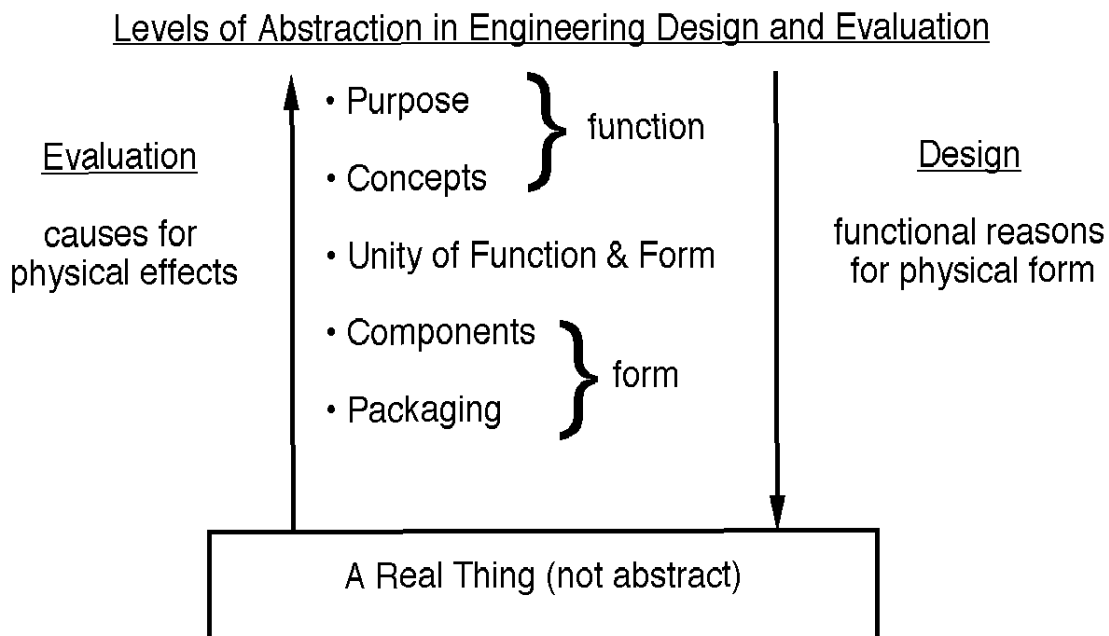 Levels of Abstraction in Engineering Design and Evaluation
• Purpose
function
Evaluation
Design
• Concepts
causes for
physical effects
functional reasons
for physical form
• Unity of Function & Form
• Components
form
• Packaging
A Real Thing (not abstract)